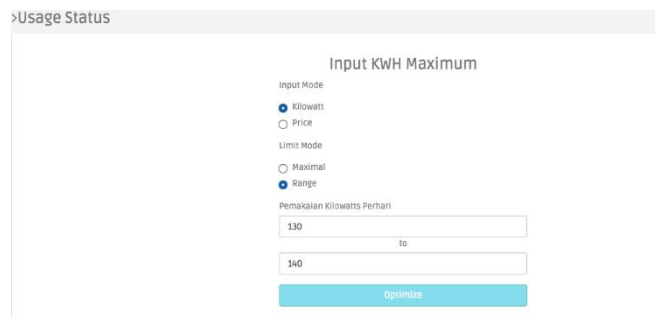 >Usage Status
Input KWH Maximum
Input Mode
Kilowatt
Price
Limit Mode
Maximal
Range
Pemakaian Kilowatts Perhari
130
to
140
Optimize